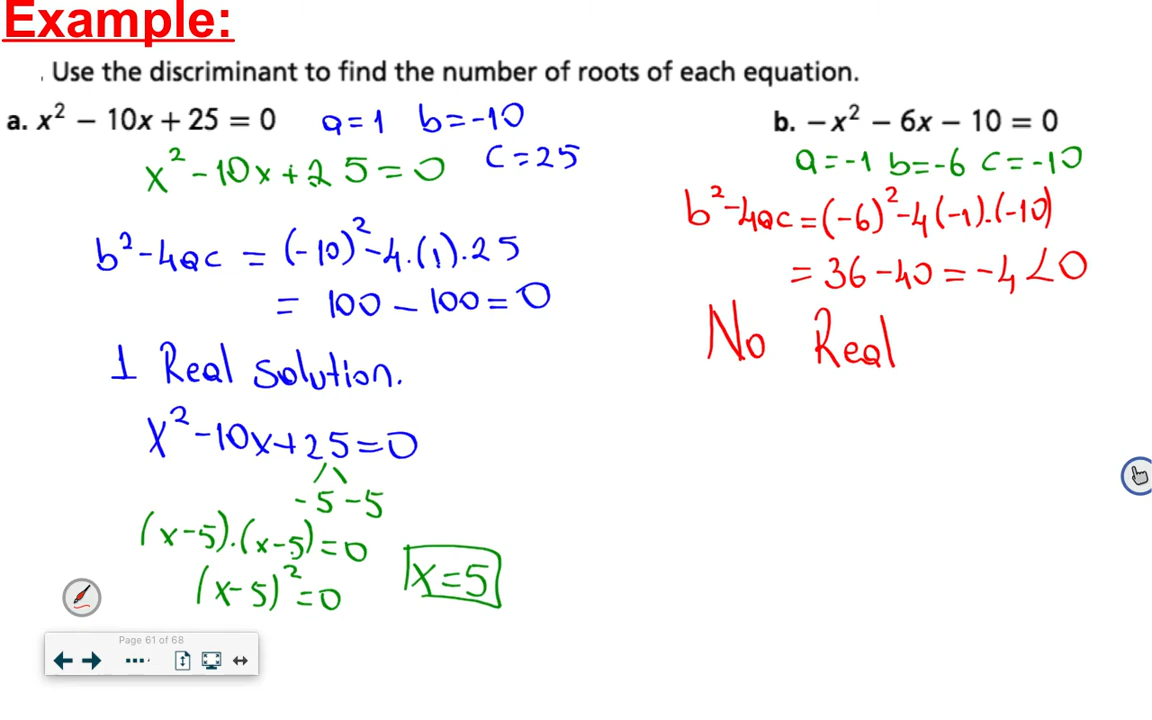 Example:
Use the discriminant to find the number of roots of each equation.
a. x² − 10x + 25 = 0
a=1 b=-10
c=25
x²-10x+25=0
b²-4ac = (-10)²-4.(1).25
= 100 - 100 = 0
1 Real solution.
x²-10x+25=0
-5 -5
(x-5).(x-5)=0
(x-5)²=0
x=5
b. −x² − 6x − 10 = 0
a=-1 b=-6 c=-10
b²-4ac=(-6)²-4(-1).(-10)
= 36-40=-4<0
No Real
Page 61 of 68